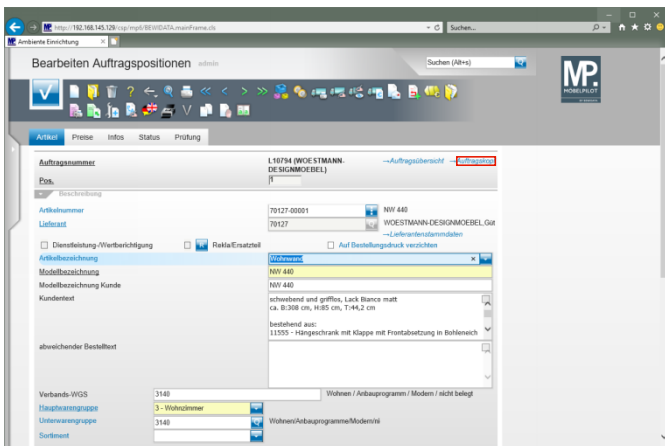 http://192.168.145.129/csp/mpli/BEWIDATA.mainFrame.cls
Suchen...
Ambiente Einrichtung
Bearbeiten Auftragspositionen admin
Suchen (Alt+s)
MP.
MÖBELPILOT
Artikel Preise Infos Status Prüfung
Auftragsnummer L10794 (WOESTMANN-DESIGNMOEBEL) →Auftragsübersicht →Auftragskopf
Pos. 1
Beschreibung
Artikelnummer 70127-00001 NW 440
Lieferant 70127 WOESTMANN-DESIGNMOEBEL,Güt
→Lieferantenstammdaten
Dienstleistung-/Wertberichtigung Rekla/Ersatzteil Auf Bestellungsdruck verzichten
Artikelbezeichnung Wohnwand
Modellbezeichnung NW 440
Modellbezeichnung Kunde NW 440
Kundentext schwebend und grifflos, Lack Bianco matt
ca. B:308 cm, H:85 cm, T:44,2 cm
bestehend aus:
11555 - Hängeschrank mit Klappe mit Frontabsetzung in Bohleneich
abweichender Bestelltext
Verbands-WGS 3140 Wohnen / Anbauprogramm / Modern / nicht belegt
Hauptwarengruppe 3 - Wohnzimmer
Unterwarengruppe 3140 Wohnen/Anbauprogramme/Modern/ni
Sortiment